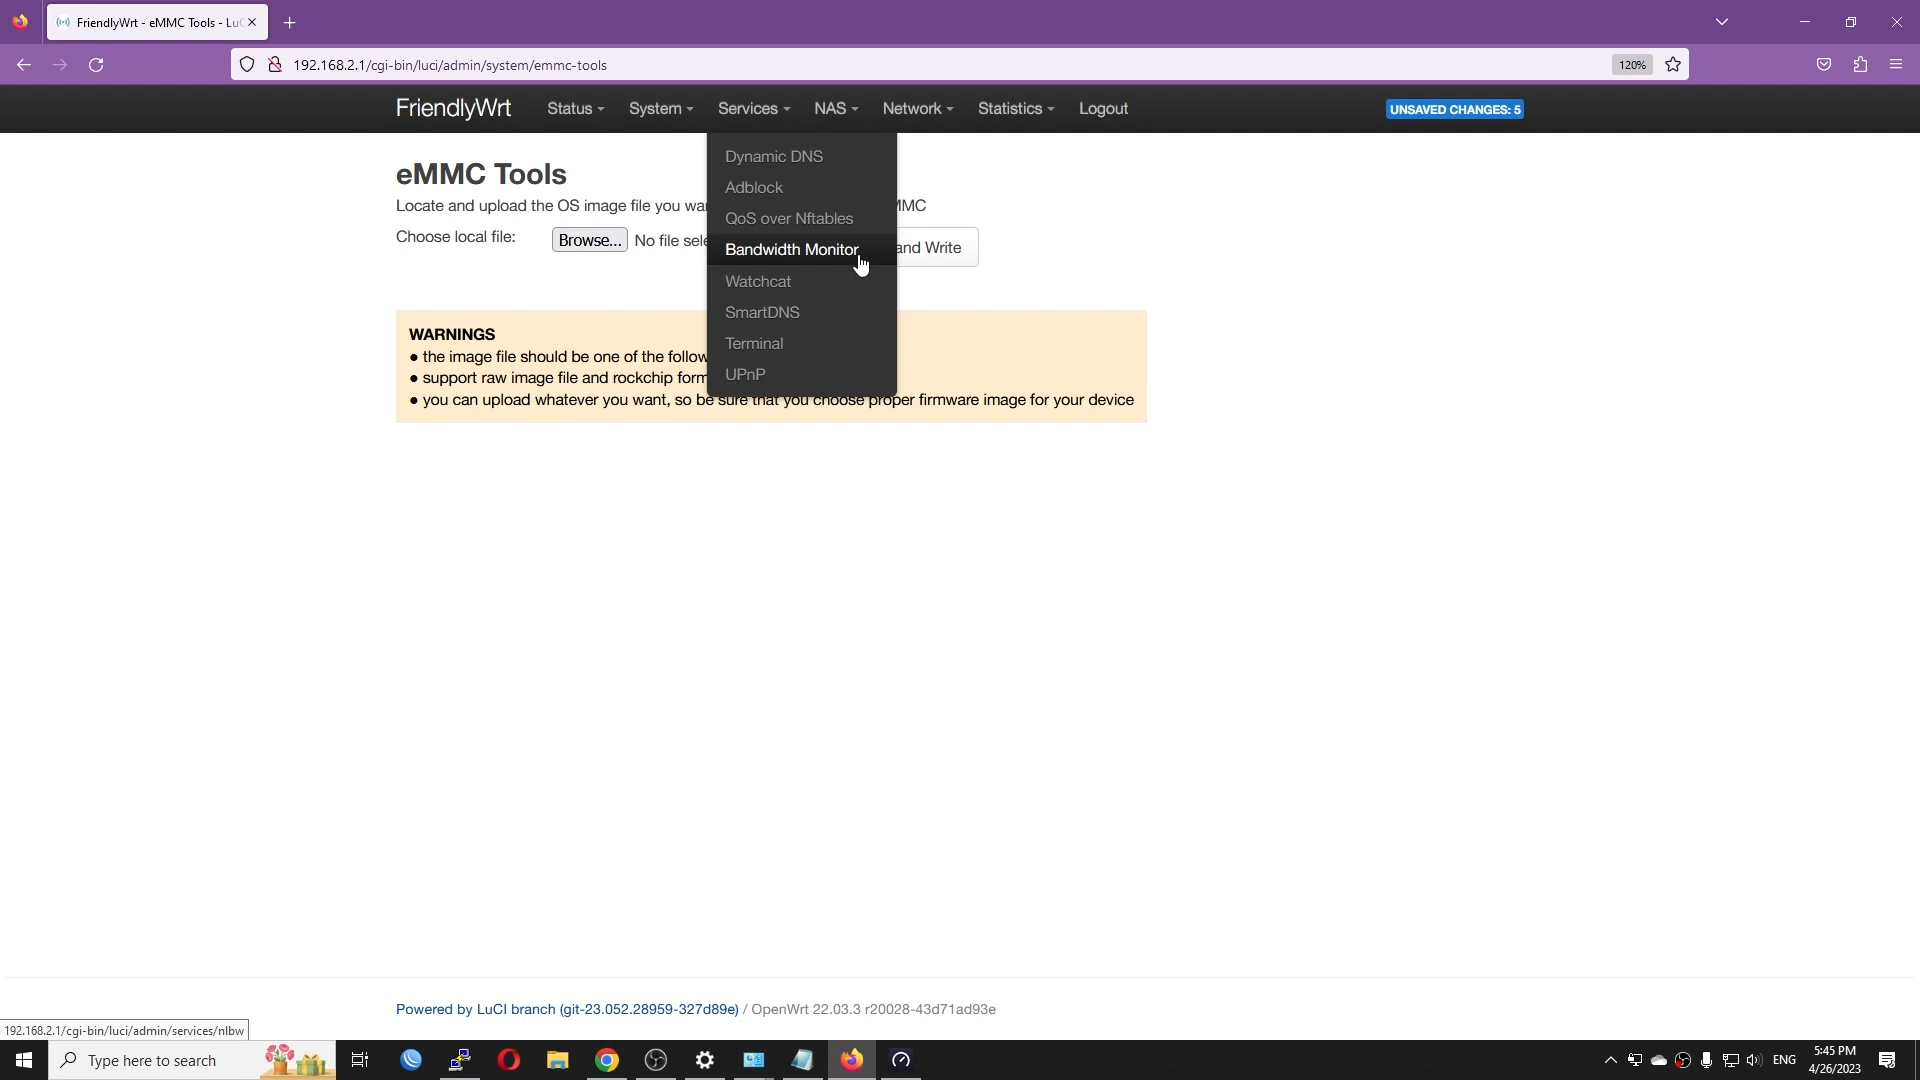 FriendlyWrt - eMMC Tools - Lu
192.168.2.1/cgi-bin/luci/admin/system/emmc-tools
120%
FriendlyWrt Status System Services NAS Network Statistics Logout UNSAVED CHANGES: 5
Dynamic DNS
Adblock
QoS over Nftables
Bandwidth Monitor
Watchcat
SmartDNS
Terminal
UPnP
eMMC Tools
Locate and upload the OS image file you
Choose local file: Browse... No file and Write
WARNINGS
• the image file should be one of the
• support raw image file and rockchip
• you can upload whatever you want, so be sure that you choose proper firmware image for your device
Powered by LuCI branch (git-23.052.28959-327d89e) / OpenWrt 22.03.3 r20028-43d71ad93e
192.168.2.1/cgi-bin/luci/admin/services/nlbw
Type here to search
ENG
5:45 PM
4/26/2023